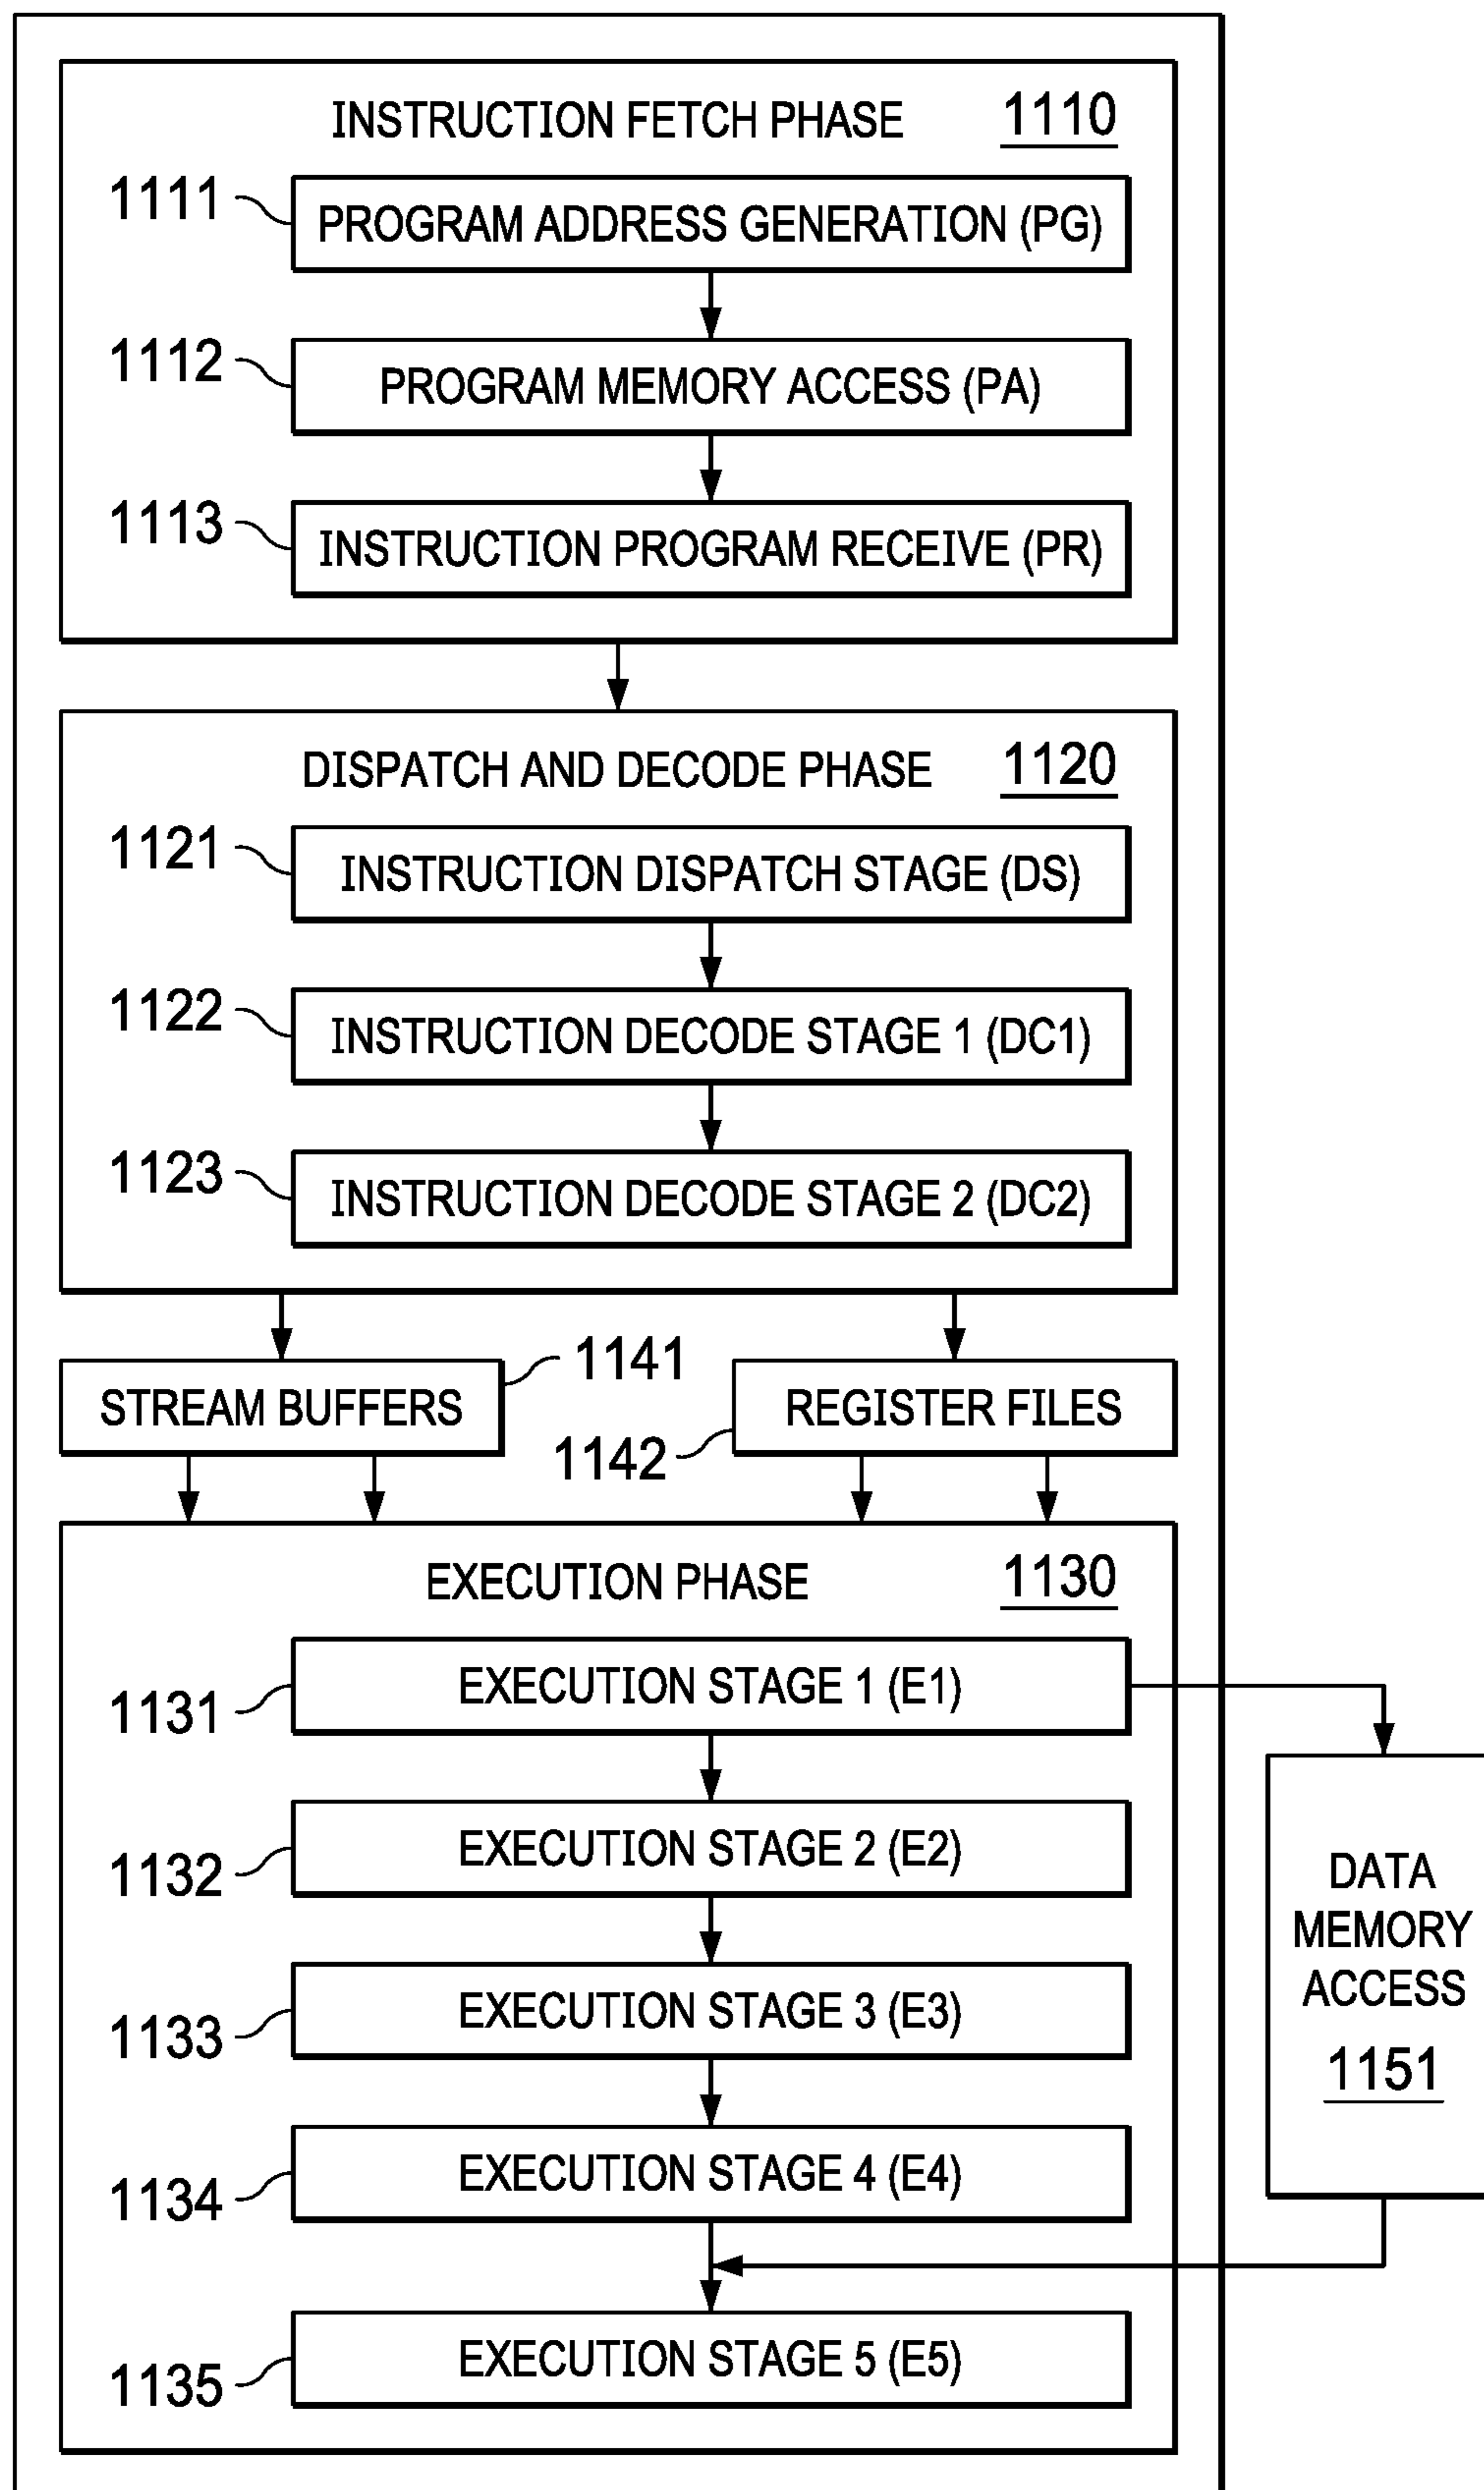 INSTRUCTION FETCH PHASE 1110
1111 PROGRAM ADDRESS GENERATION (PG)
1112 PROGRAM MEMORY ACCESS (PA)
1113 INSTRUCTION PROGRAM RECEIVE (PR)
DISPATCH AND DECODE PHASE 1120
1121 INSTRUCTION DISPATCH STAGE (DS)
1122 INSTRUCTION DECODE STAGE 1 (DC1)
1123 INSTRUCTION DECODE STAGE 2 (DC2)
STREAM BUFFERS 1141
1142 REGISTER FILES
EXECUTION PHASE 1130
1131 EXECUTION STAGE 1 (E1)
1132 EXECUTION STAGE 2 (E2)
1133 EXECUTION STAGE 3 (E3)
1134 EXECUTION STAGE 4 (E4)
1135 EXECUTION STAGE 5 (E5)
DATA
MEMORY
ACCESS
1151